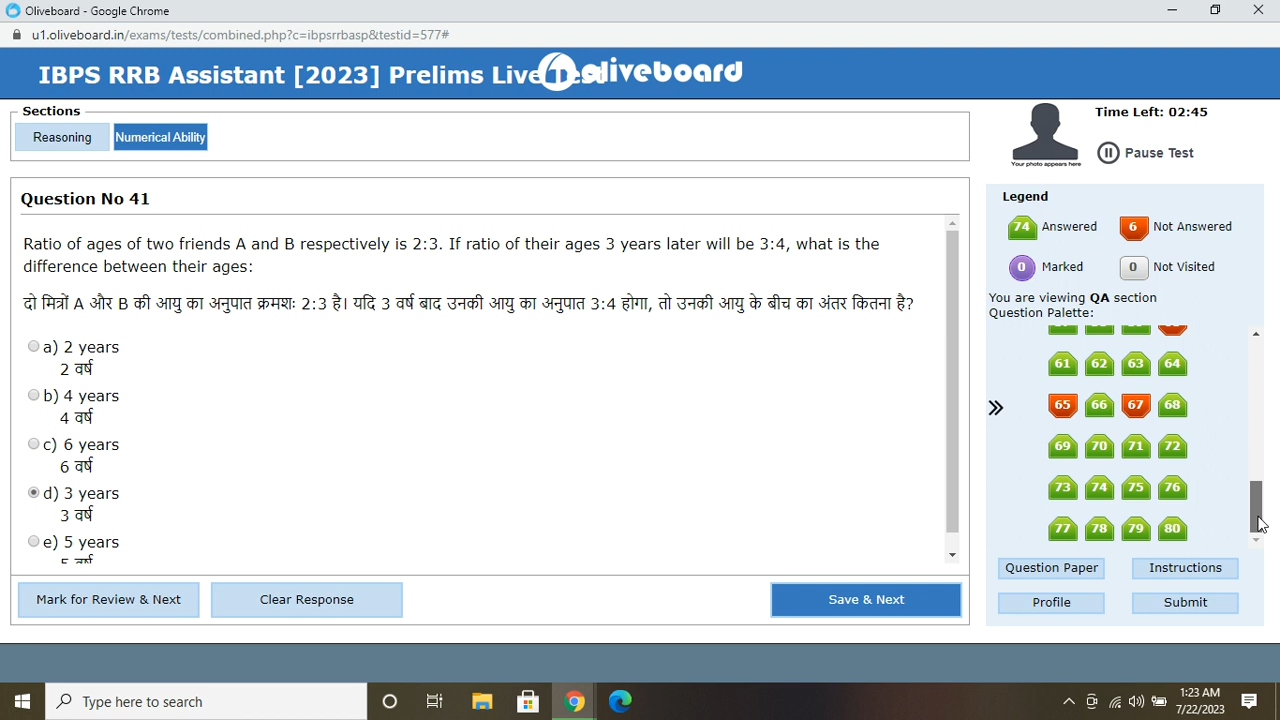 Oliveboard - Google Chrome
u1.oliveboard.in/exams/tests/combined.php?c=ibpsrrbasp&testid=577#
IBPS RRB Assistant [2023] Prelims Live
oliveboard
Sections
Reasoning
Numerical Ability
Your photo appears here
Time Left: 02:45
Pause Test
Question No 41
Ratio of ages of two friends A and B respectively is 2:3. If ratio of their ages 3 years later will be 3:4, what is the
difference between their ages:
दो मित्रों A और B की आयु का अनुपात क्रमशः 2:3 है। यदि 3 वर्ष बाद उनकी आयु का अनुपात 3:4 होगा, तो उनकी आयु के बीच का अंतर कितना है?
a) 2 years
2 वर्ष
b) 4 years
4 वर्ष
c) 6 years
6 वर्ष
d) 3 years
3 वर्ष
e) 5 years
Mark for Review & Next
Clear Response
Save & Next
Legend
74 Answered
6 Not Answered
0 Marked
0 Not Visited
You are viewing QA section
Question Palette:
61 62 63 64
65 66 67 68
69 70 71 72
73 74 75 76
77 78 79 80
Question Paper
Instructions
Profile
Submit
Type here to search
1:23 AM
7/22/2023